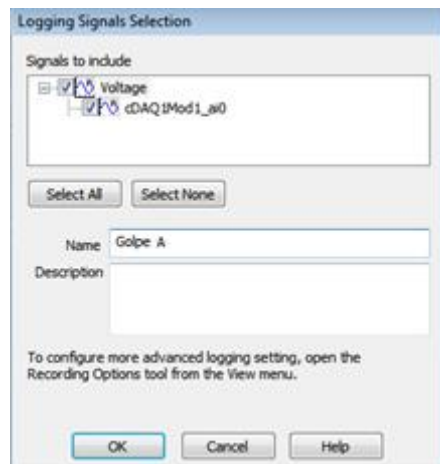 Logging Signals Selection
Signals to include
Voltage
cDAQ1Mod1_ai0
Select All Select None
Name Golpe A
Description
To configure more advanced logging setting, open the
Recording Options tool from the View menu.
OK Cancel Help